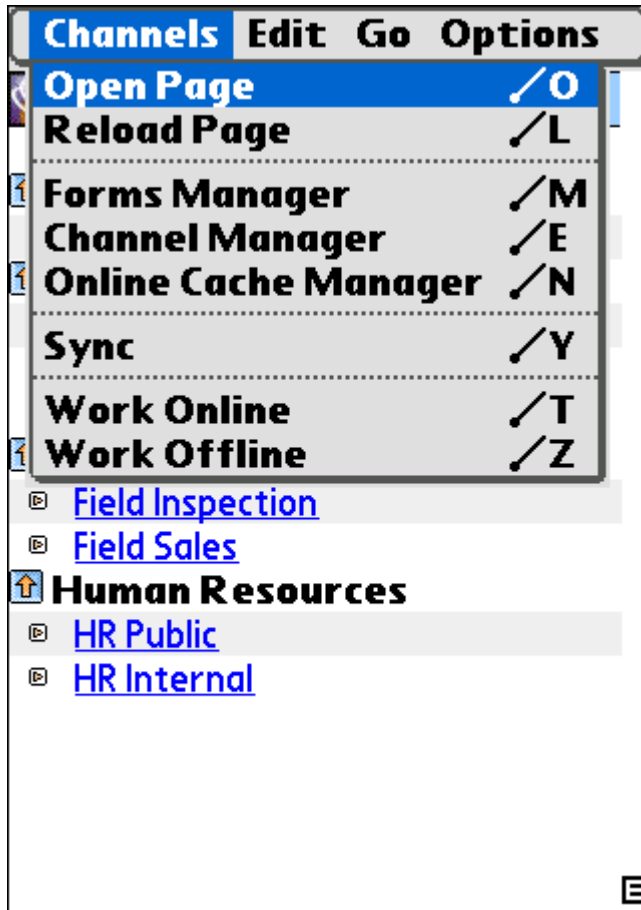 Channels Edit Go Options
Open Page /O
Reload Page /L
Forms Manager /M
Channel Manager /E
Online Cache Manager /N
Sync /Y
Work Online /T
Work Offline /Z
Field Inspection
Field Sales
Human Resources
HR Public
HR Internal